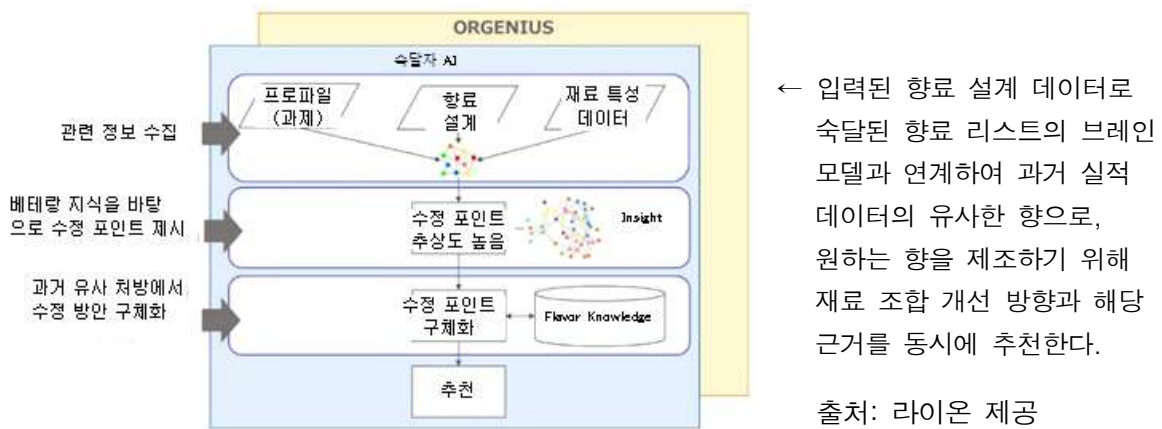 ORGENIUS
숙달자 AI
프로파일
(과제)
향료
설계
재료 특성
데이터
관련 정보 수집
베테랑 지식을 바탕
으로 수정 포인트 제시
수정 포인트
추상도 높음
Insight
과거 유사 처방에서
수정 방안 구체화
수정 포인트
구체화
Flavor Knowledge
추천
← 입력된 향료 설계 데이터로
숙달된 향료 리스트의 브레인
모델과 연계하여 과거 실적
데이터의 유사한 향으로,
원하는 향을 제조하기 위해
재료 조합 개선 방향과 해당
근거를 동시에 추천한다.
출처: 라이온 제공